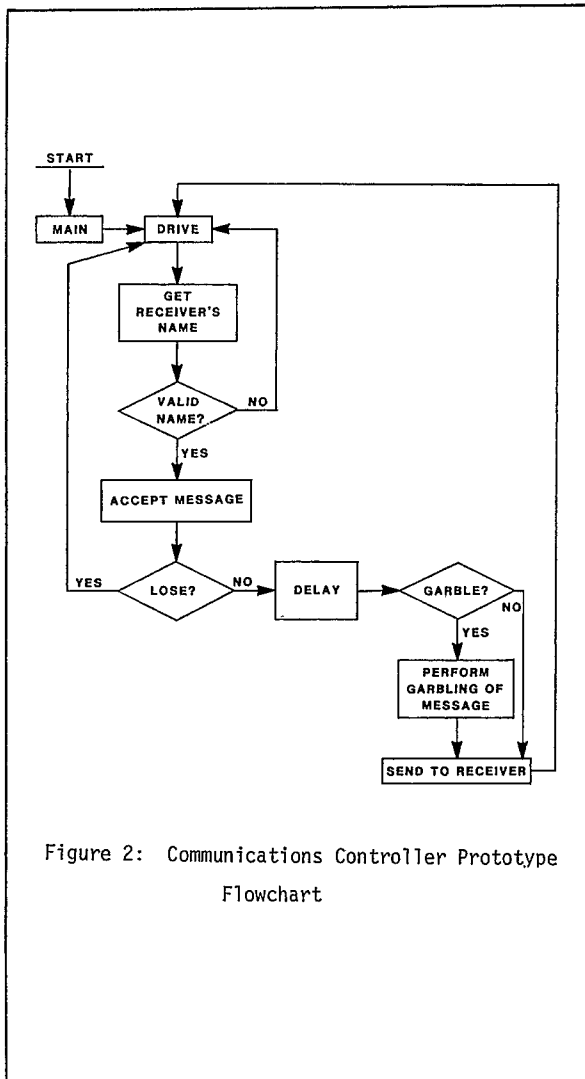 START
MAIN
DRIVE
GET
RECEIVER'S
NAME
VALID
NAME?
NO
YES
ACCEPT MESSAGE
YES
LOSE?
NO
DELAY
GARBLE?
NO
YES
PERFORM
GARBLING OF
MESSAGE
SEND TO RECEIVER
Figure 2: Communications Controller Prototype
Flowchart